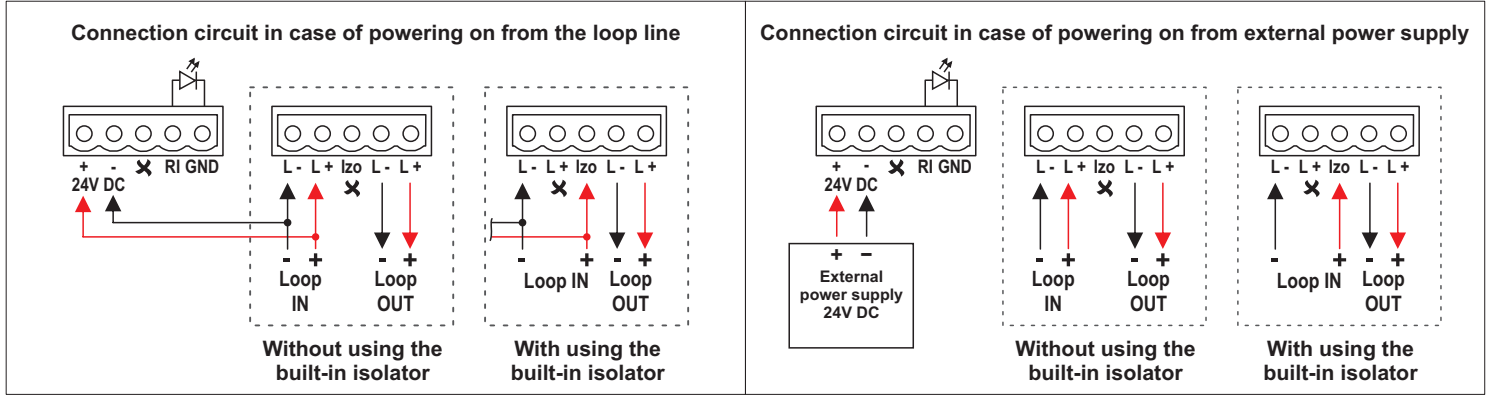 Connection circuit in case of powering on from the loop line
+ - RI GND
24V DC
L - L + Izo L - L +
- + - +
Loop IN
Loop OUT
Without using the
built-in isolator
L - L + Izo L - L +
- + - +
Loop IN
Loop OUT
With using the
built-in isolator
Connection circuit in case of powering on from external power supply
+ - RI GND
24V DC
+ –
External
power supply
24V DC
L - L + Izo L - L +
- + - +
Loop IN
Loop OUT
Without using the
built-in isolator
L - L + Izo L - L +
- + - +
Loop IN
Loop OUT
With using the
built-in isolator